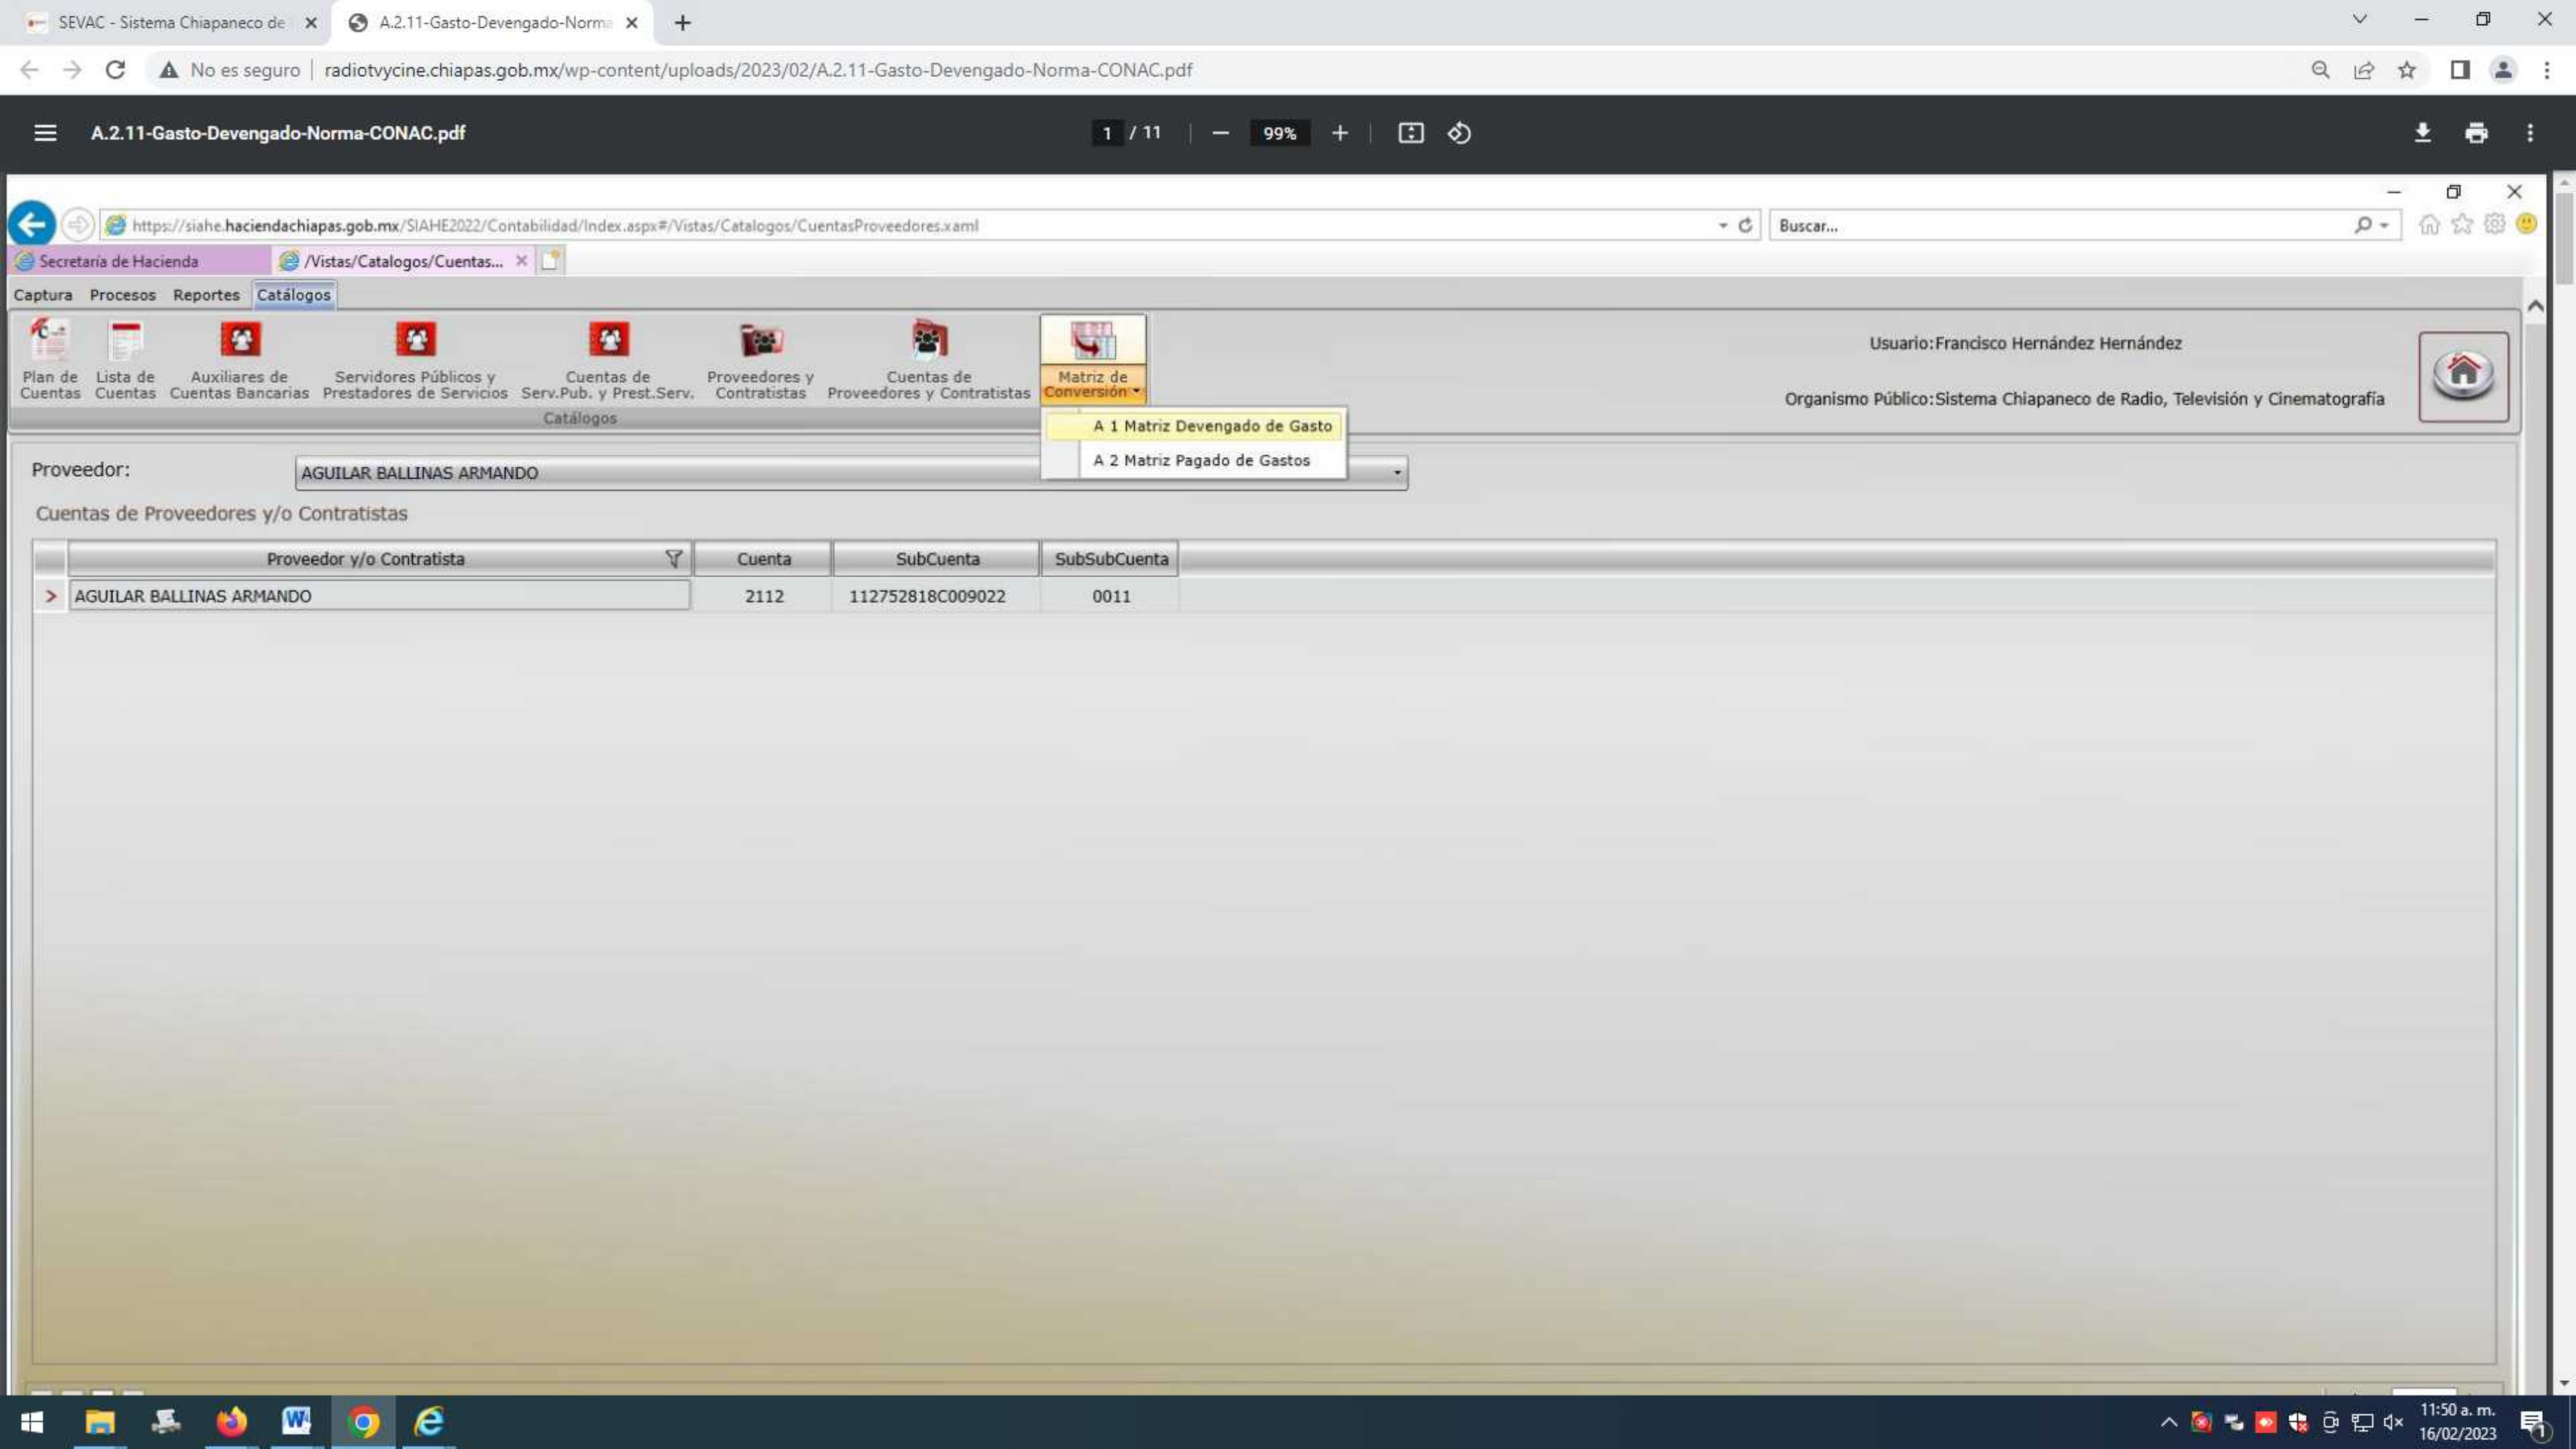 SEVAC - Sistema Chiapaneco de
A.2.11-Gasto-Devengado-Norma
No es seguro | radiotvycine.chiapas.gob.mx/wp-content/uploads/2023/02/A.2.11-Gasto-Devengado-Norma-CONAC.pdf
A.2.11-Gasto-Devengado-Norma-CONAC.pdf
1 / 11
99%
https://siahe.haciendachiapas.gob.mx/SIAHE2022/Contabilidad/Index.aspx#/Vistas/Catalogos/CuentasProveedores.xaml
Buscar...
Secretaría de Hacienda
/Vistas/Catalogos/Cuentas...
Captura Procesos Reportes Catálogos
Plan de Cuentas
Lista de Cuentas
Auxiliares de Cuentas Bancarias
Servidores Públicos y Prestadores de Servicios
Cuentas de Serv.Pub. y Prest.Serv.
Proveedores y Contratistas
Cuentas de Proveedores y Contratistas
Matriz de Conversión
Catálogos
Usuario:Francisco Hernández Hernández
Organismo Público:Sistema Chiapaneco de Radio, Televisión y Cinematografía
A 1 Matriz Devengado de Gasto
A 2 Matriz Pagado de Gastos
Proveedor: AGUILAR BALLINAS ARMANDO
Cuentas de Proveedores y/o Contratistas
Proveedor y/o Contratista Cuenta SubCuenta SubSubCuenta
> AGUILAR BALLINAS ARMANDO 2112 112752818C009022 0011
11:50 a. m.
16/02/2023
1